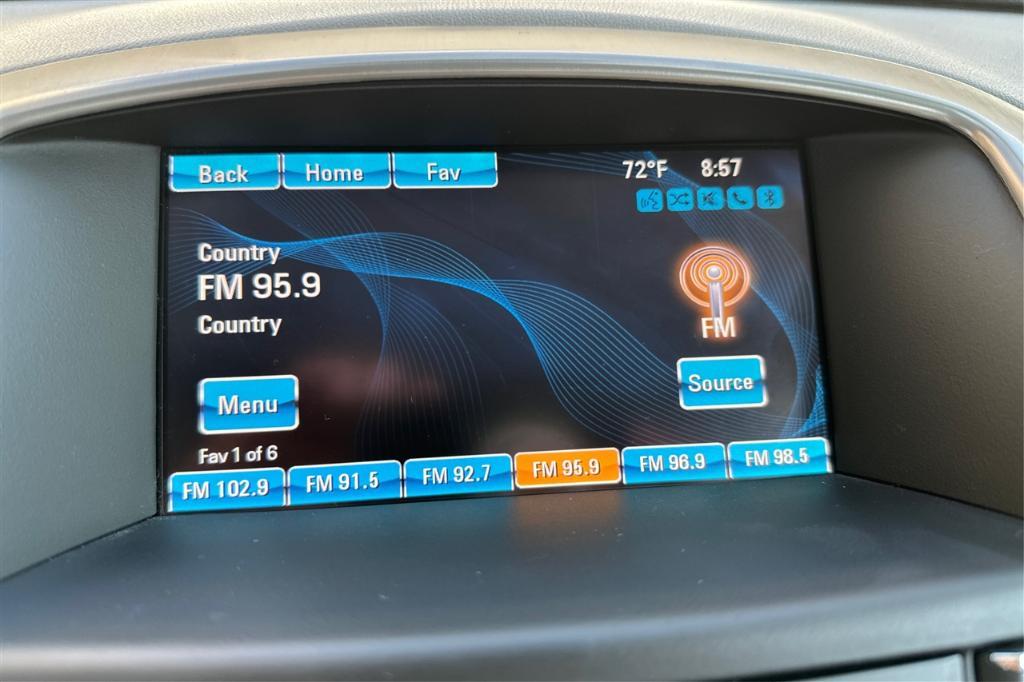 Back Home Fav 72°F 8:57
Country
FM 95.9
Country
FM
Source
Menu
Fav 1 of 6
FM 102.9 FM 91.5 FM 92.7 FM 95.9 FM 96.9 FM 98.5